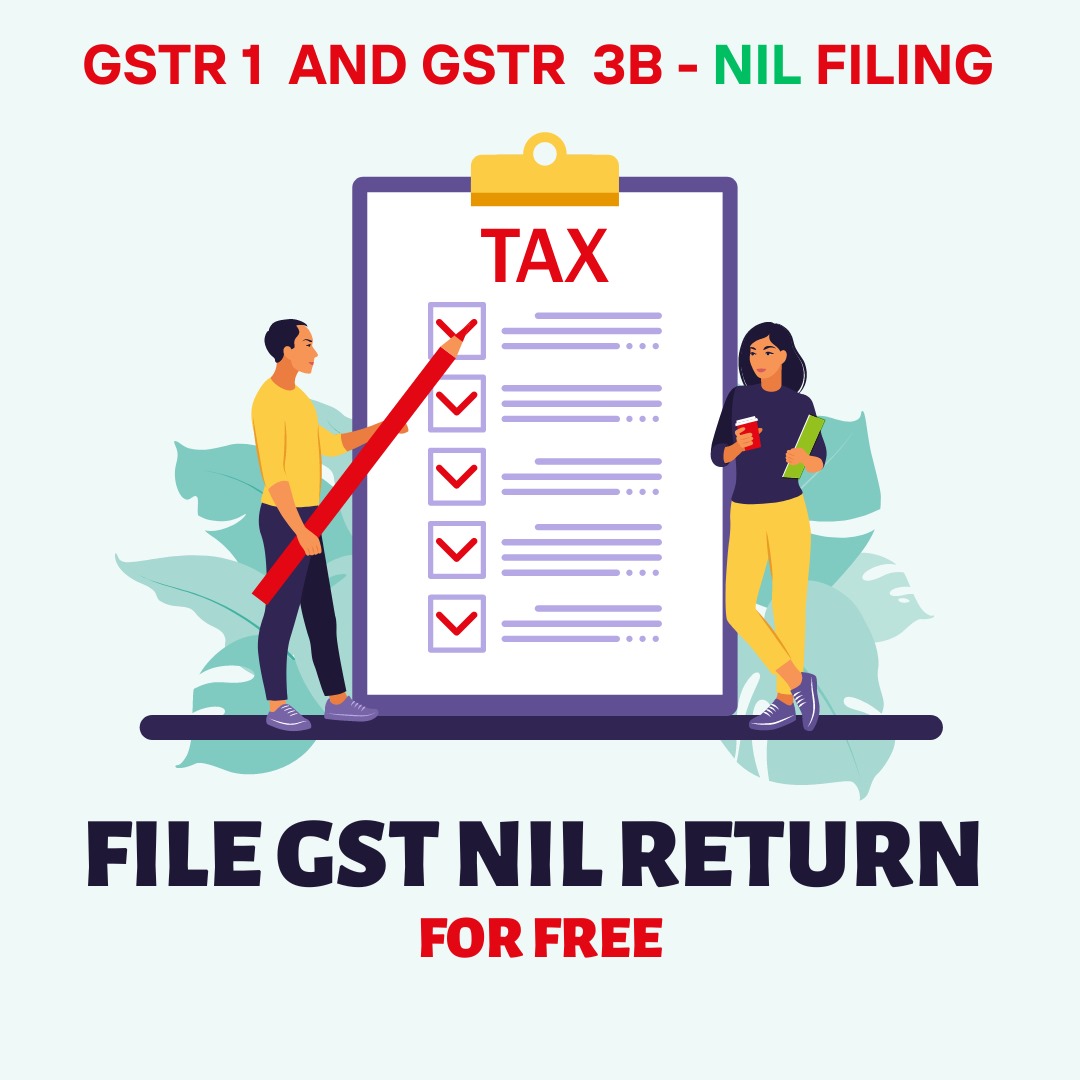 GSTR 1 AND GSTR 3B - NIL FILING
TAX
FILE GST NIL RETURN
FOR FREE